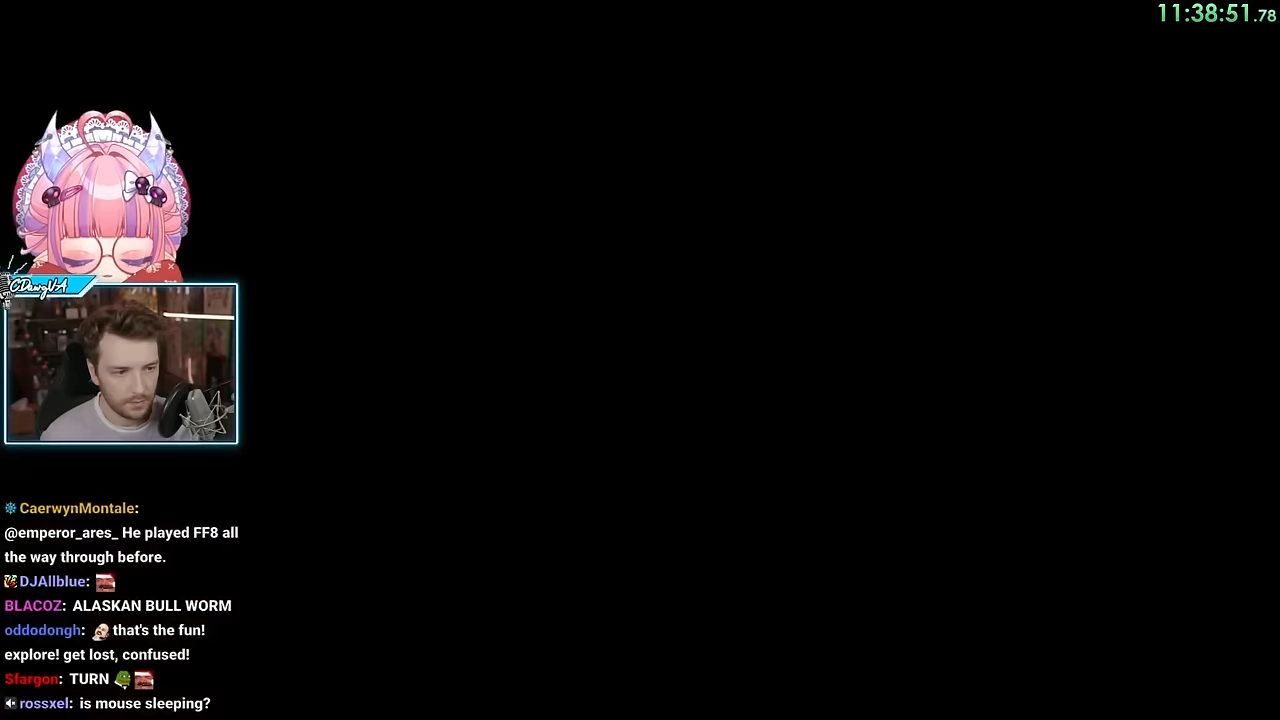 11:38:51.78
CDawgVA
CaerwynMontale:
@emperor_ares_ He played FF8 all
the way through before.
DJAllblue:
BLACOZ: ALASKAN BULL WORM
oddodongh: that's the fun!
explore! get lost, confused!
Sfargon: TURN
rossxel: is mouse sleeping?